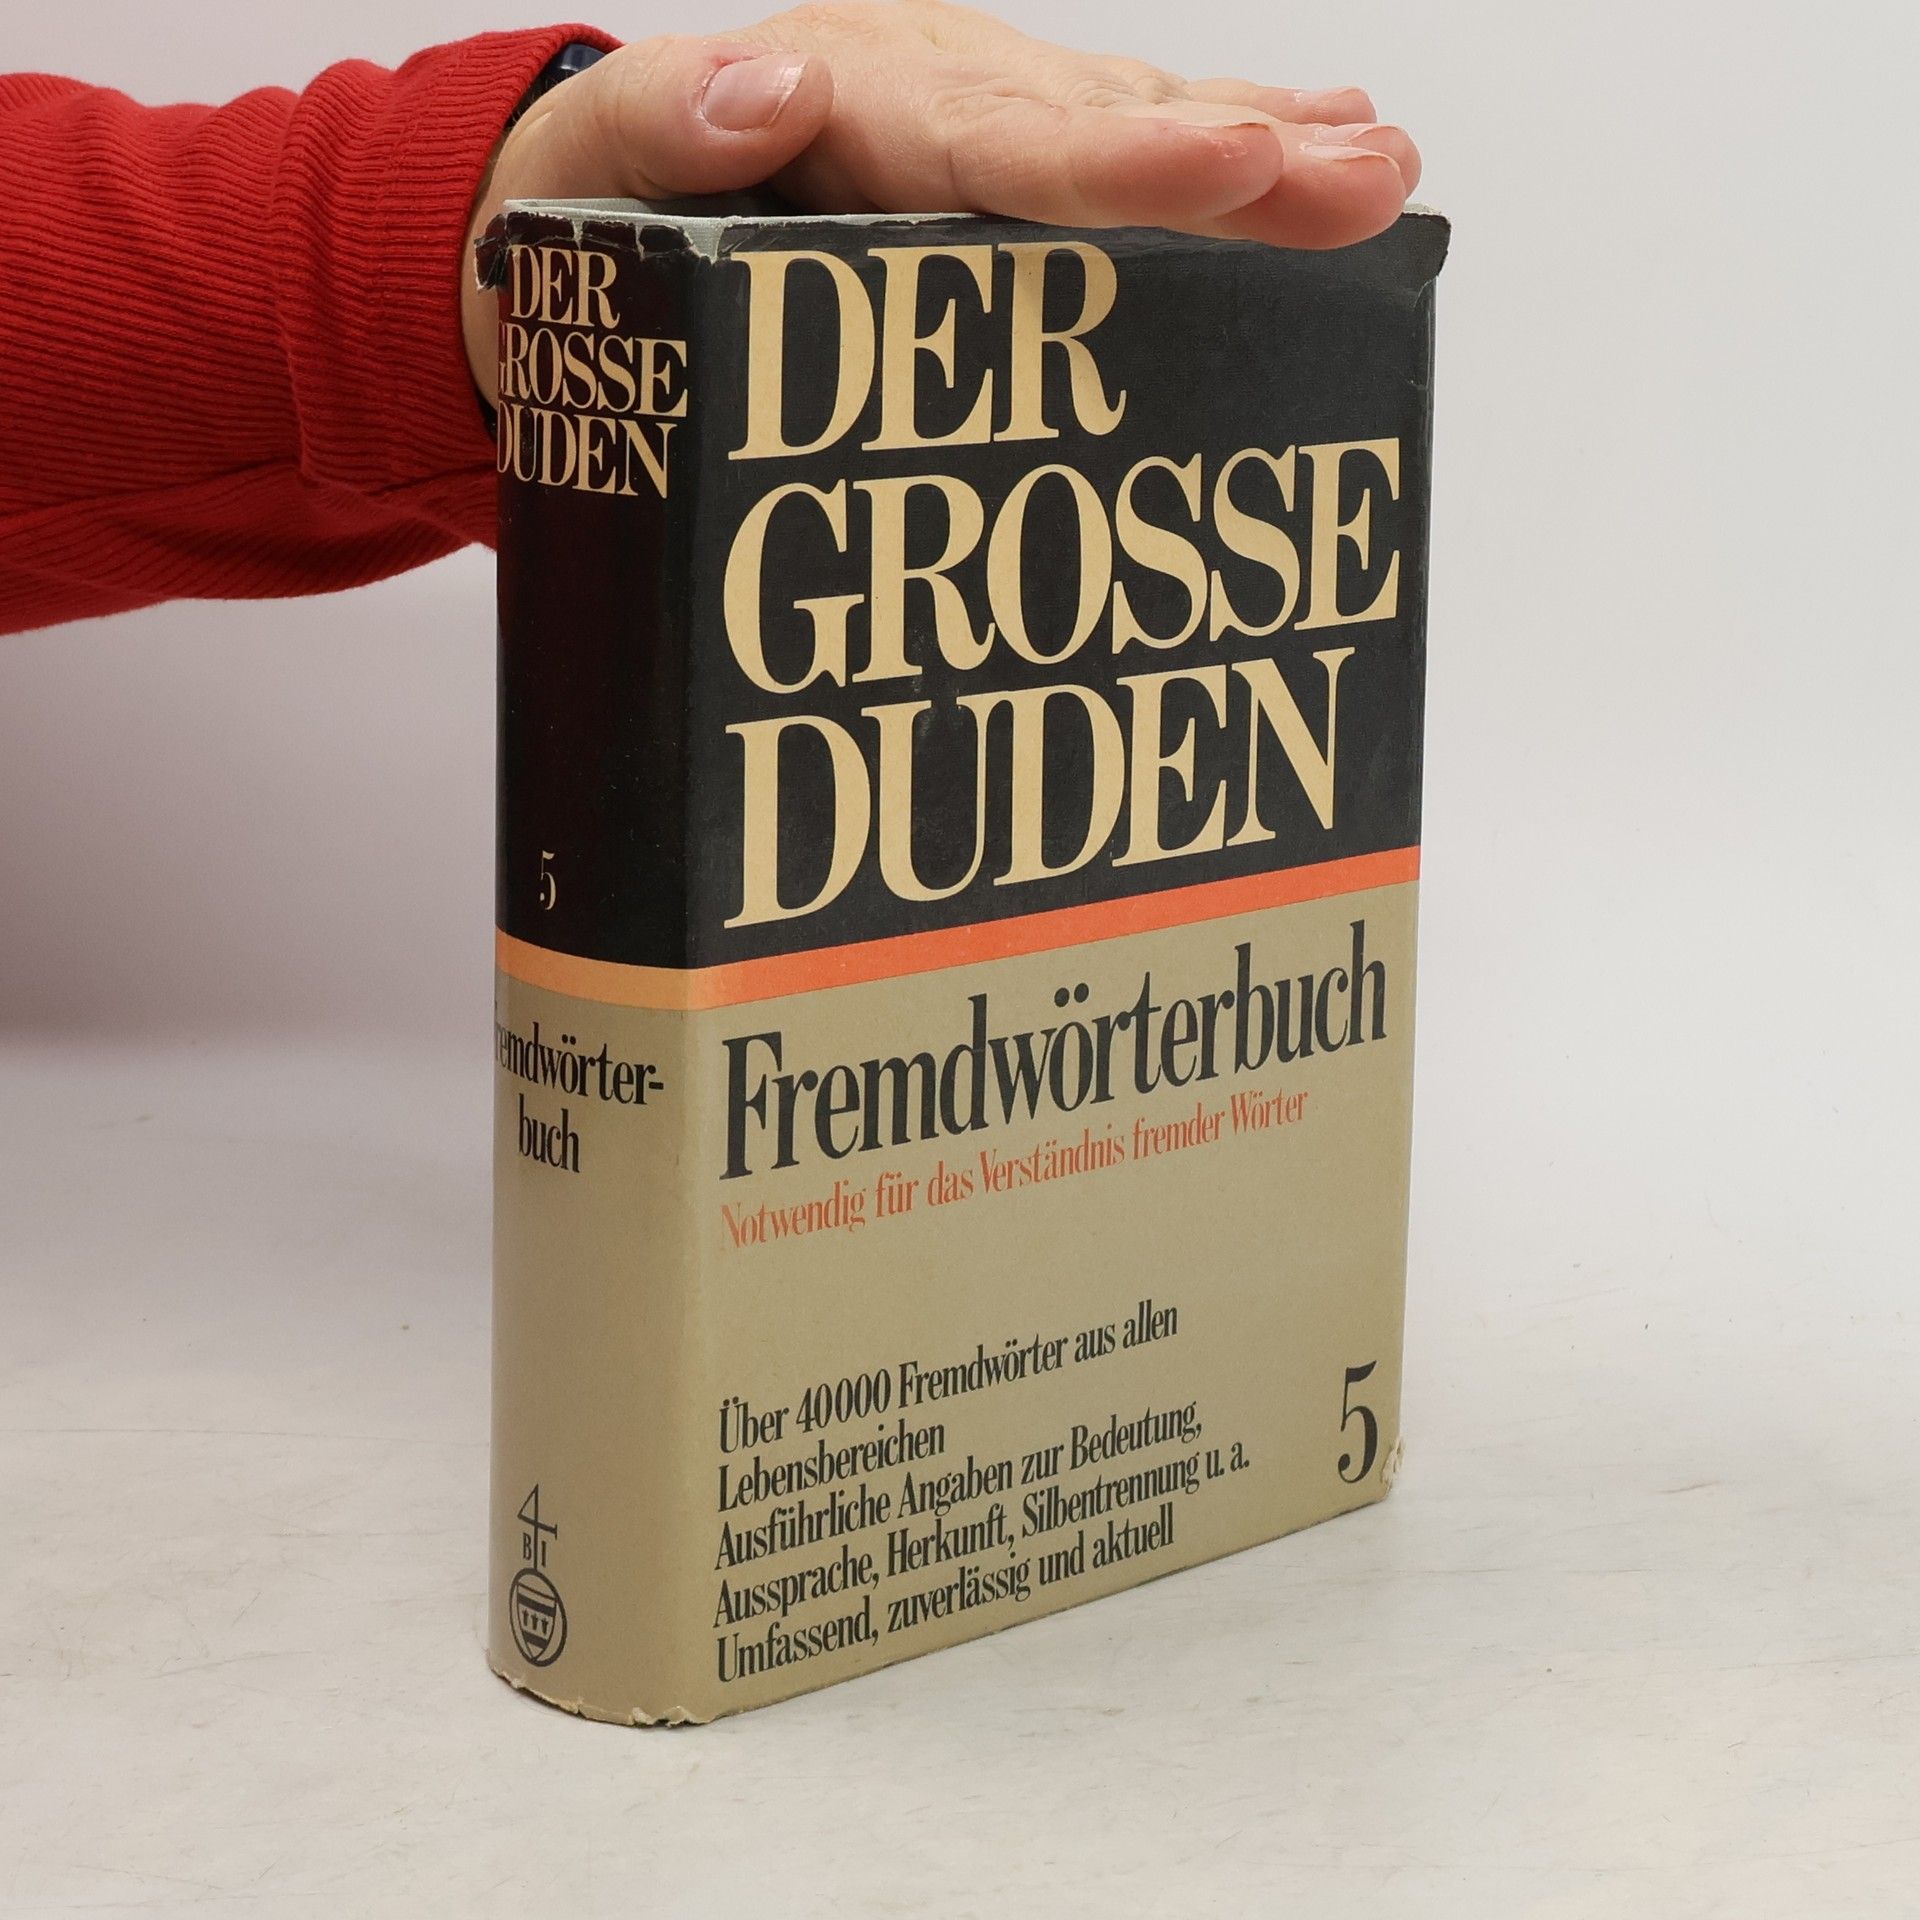 DER
GROSSE
DUDEN
5
Fremdwörter-
buch
4
B I
DER
GROSSE
DUDEN
Fremdwörterbuch
Notwendig für das Verständnis fremder Wörter
Über 40000 Fremdwörter aus allen
Lebensbereichen
Ausführliche Angaben zur Bedeutung,
Aussprache, Herkunft, Silbentrennung u. a.
Umfassend, zuverlässig und aktuell
5